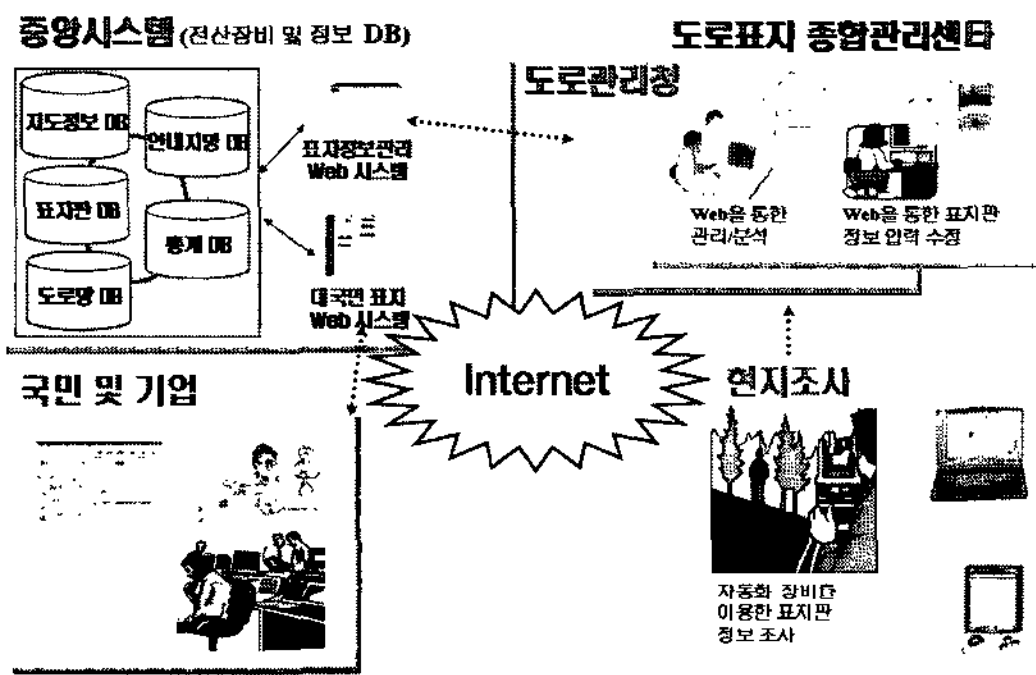 중앙시스템 (전산장비 및 정보 DB)
지도정보 DB
안내지명 DB
표지판 DB
통계 DB
도로망 DB
표지정보관리
Web 시스템
대국민 표지
Web 시스템
도로표지 종합관리센타
도로관리청
Web을 통한
관리/분석
Web을 통한 표지판
정보 입력 수정
Internet
국민 및 기업
현지조사
자동화 장비를
이용한 표지판
정보 조사